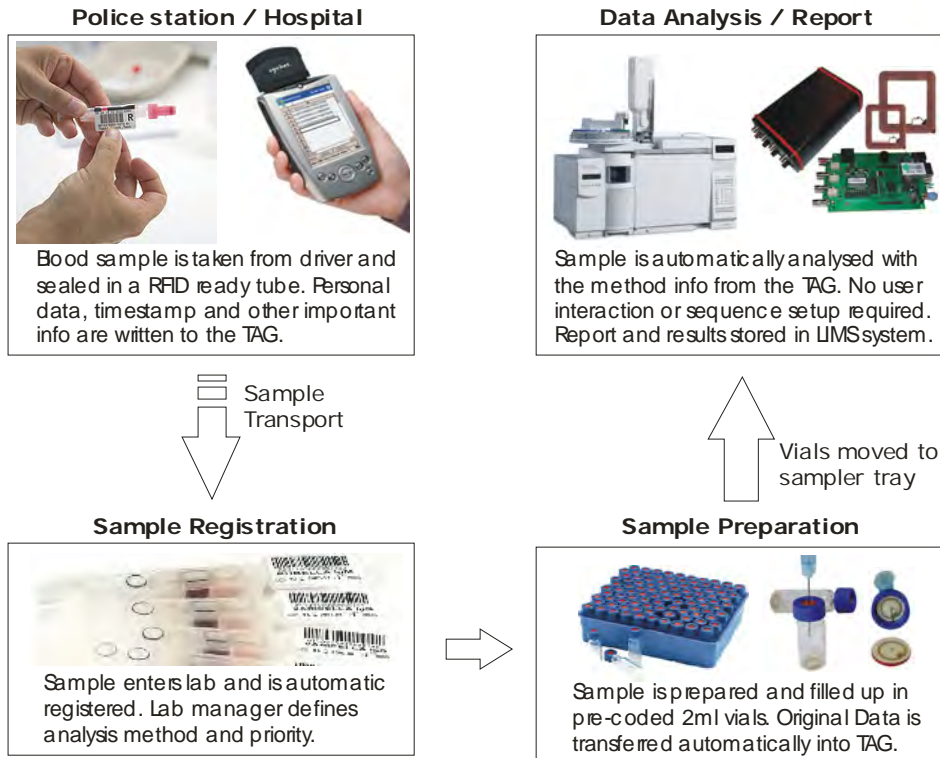 Police station / Hospital
R
Blood sample is taken from driver and
sealed in a RFID ready tube. Personal
data, timestamp and other important
info are written to the TAG.
Sample
Transport
Sample Registration
Sample enters lab and is automatic
registered. Lab manager defines
analysis method and priority.
Sample Preparation
Sample is prepared and filled up in
pre-coded 2ml vials. Original Data is
transferred automatically into TAG.
Vials moved to
sampler tray
Data Analysis / Report
Sample is automatically analysed with
the method info from the TAG. No user
interaction or sequence setup required.
Report and results stored in LIMS system.